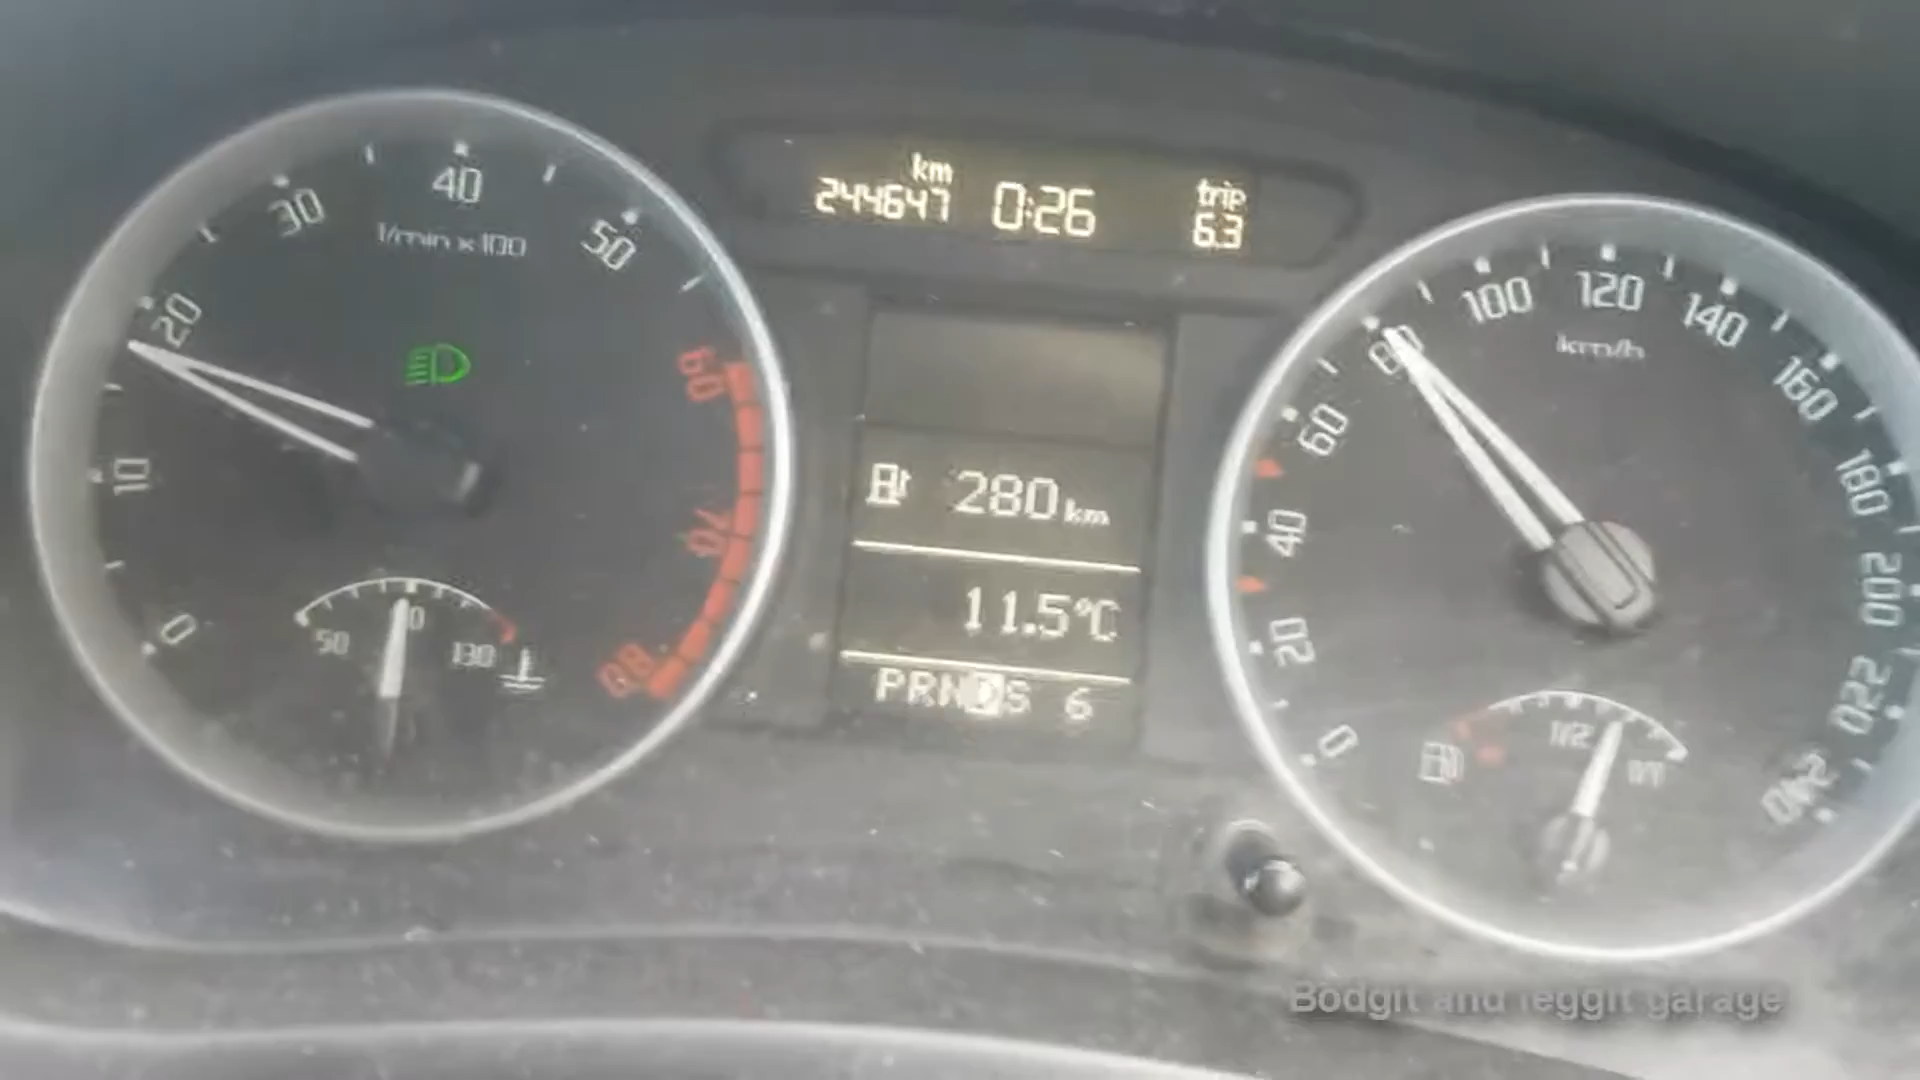 km
244647 0:26 trip
6.3
0 10 20 30 40 50 60 70 80
1/min x 100
50 130
280 km
11.5°C
PRNDS 6
0 20 40 60 80 100 120 140 160 180 200 220 240
km/h
1/2 1/1
Bodgit and leggit garage